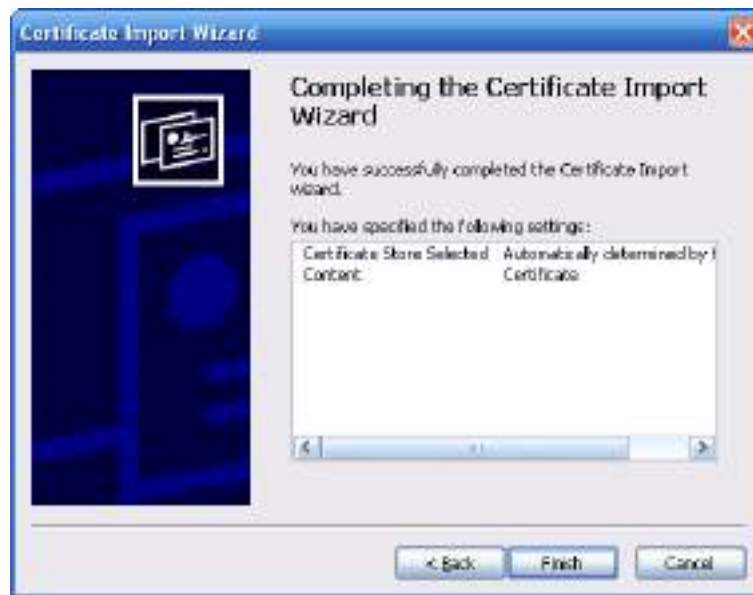 Certificate Import Wizard
Completing the Certificate Import
Wizard
You have successfully completed the Certificate Import
wizard.
You have specified the following settings:
Certificate Store Selected Automatically determined by t
Content Certificate
< Back Finish Cancel